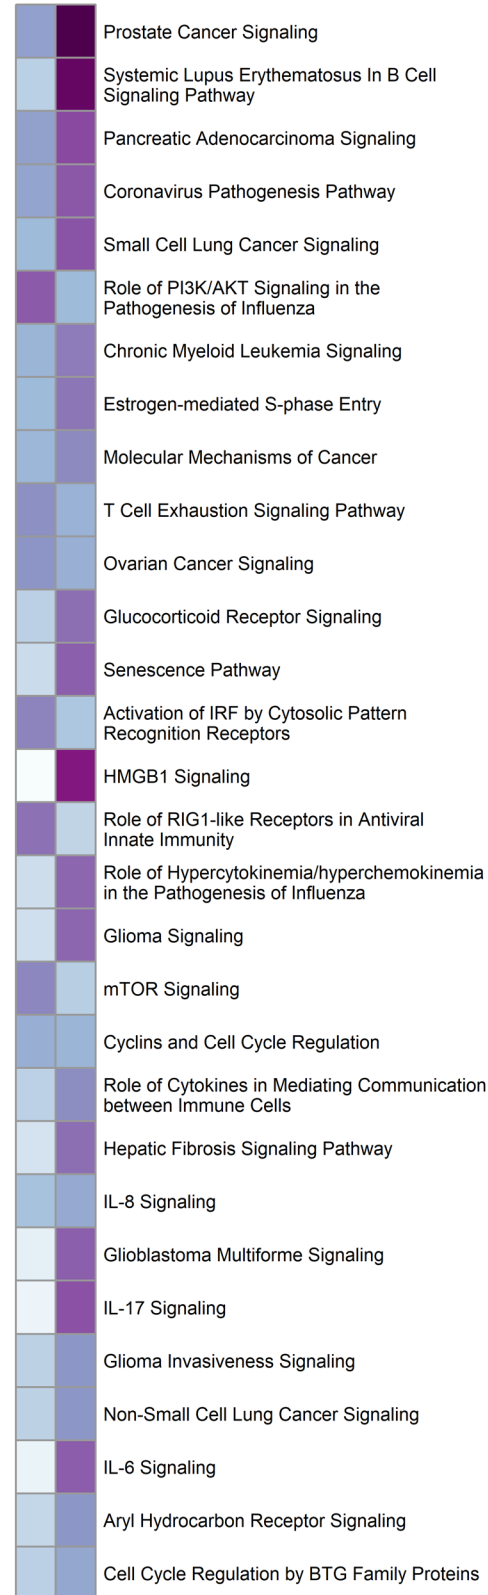 Prostate Cancer Signaling
Systemic Lupus Erythematosus In B Cell
Signaling Pathway
Pancreatic Adenocarcinoma Signaling
Coronavirus Pathogenesis Pathway
Small Cell Lung Cancer Signaling
Role of PI3K/AKT Signaling in the
Pathogenesis of Influenza
Chronic Myeloid Leukemia Signaling
Estrogen-mediated S-phase Entry
Molecular Mechanisms of Cancer
T Cell Exhaustion Signaling Pathway
Ovarian Cancer Signaling
Glucocorticoid Receptor Signaling
Senescence Pathway
Activation of IRF by Cytosolic Pattern
Recognition Receptors
HMGB1 Signaling
Role of RIG1-like Receptors in Antiviral
Innate Immunity
Role of Hypercytokinemia/hyperchemokinemia
in the Pathogenesis of Influenza
Glioma Signaling
mTOR Signaling
Cyclins and Cell Cycle Regulation
Role of Cytokines in Mediating Communication
between Immune Cells
Hepatic Fibrosis Signaling Pathway
IL-8 Signaling
Glioblastoma Multiforme Signaling
IL-17 Signaling
Glioma Invasiveness Signaling
Non-Small Cell Lung Cancer Signaling
IL-6 Signaling
Aryl Hydrocarbon Receptor Signaling
Cell Cycle Regulation by BTG Family Proteins